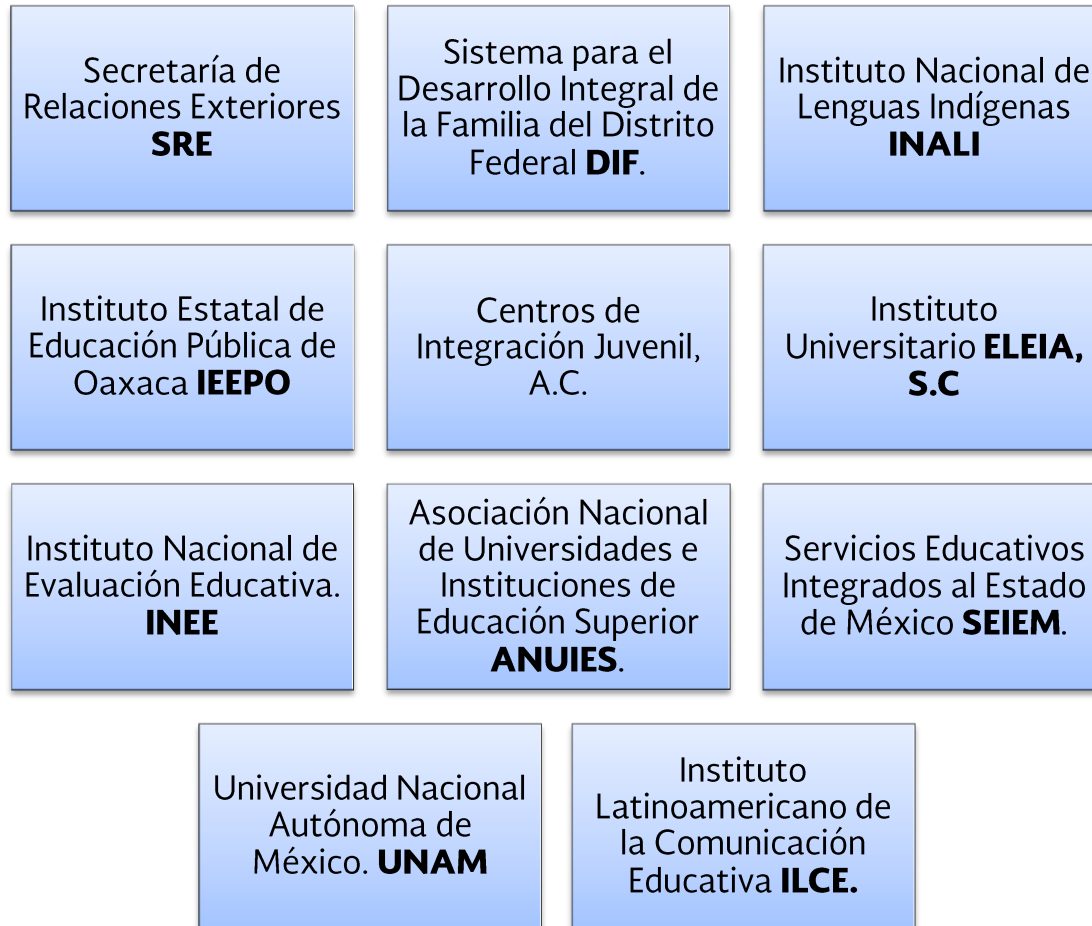 Secretaría de
Relaciones Exteriores
SRE
Sistema para el
Desarrollo Integral de
la Familia del Distrito
Federal DIF.
Instituto Nacional de
Lenguas Indígenas
INALI
Instituto Estatal de
Educación Pública de
Oaxaca IEEPO
Centros de
Integración Juvenil,
A.C.
Instituto
Universitario ELEIA,
S.C
Instituto Nacional de
Evaluación Educativa.
INEE
Asociación Nacional
de Universidades e
Instituciones de
Educación Superior
ANUIES.
Servicios Educativos
Integrados al Estado
de México SEIEM.
Universidad Nacional
Autónoma de
México. UNAM
Instituto
Latinoamericano de
la Comunicación
Educativa ILCE.